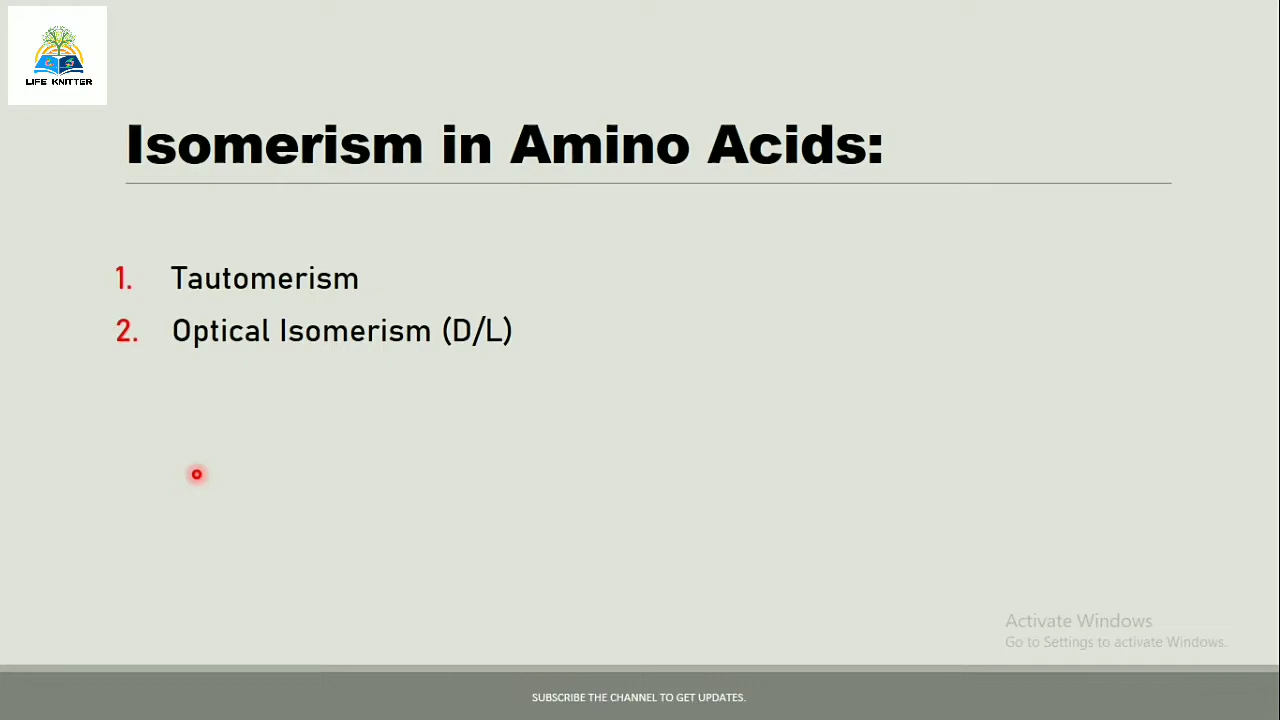 LIFE KNITTER
Isomerism in Amino Acids:
1. Tautomerism
2. Optical Isomerism (D/L)
Activate Windows
Go to Settings to activate Windows.
SUBSCRIBE THE CHANNEL TO GET UPDATES.